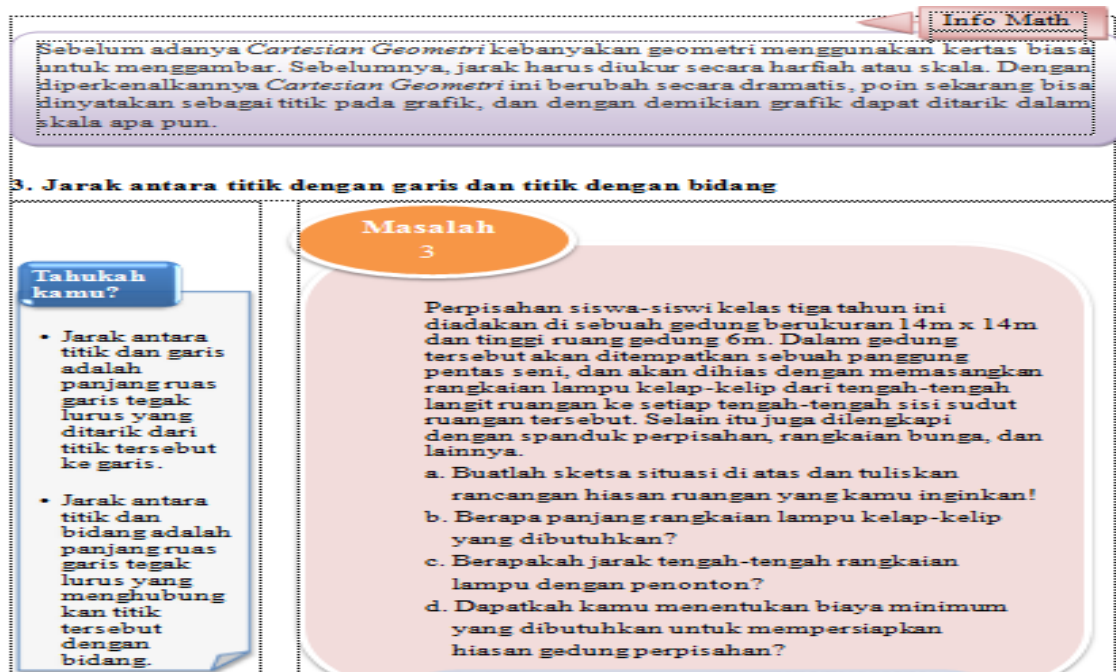 Info Math
Sebelum adanya Cartesian Geometri kebanyakan geometri menggunakan kertas biasa
untuk menggambar. Sebelumnya, jarak harus diukur secara harfiah atau skala. Dengan
diperkenalkannya Cartesian Geometri ini berubah secara dramatis, poin sekarang bisa
dinyatakan sebagai titik pada grafik, dan dengan demikian grafik dapat ditarik dalam
skala apa pun.
3. Jarak antara titik dengan garis dan titik dengan bidang
Tahukah
kamu?
• Jarak antara
titik dan garis
adalah
panjang ruas
garis tegak
lurus yang
ditarik dari
titik tersebut
ke garis.
• Jarak antara
titik dan
bidang adalah
panjang ruas
garis tegak
lurus yang
menghubung
kan titik
tersebut
dengan
bidang.
Masalah
3
Perpisahan siswa-siswi kelas tiga tahun ini
diadakan di sebuah gedung berukuran 14m x 14m
dan tinggi ruang gedung 6m. Dalam gedung
tersebut akan ditempatkan sebuah panggung
pentas seni, dan akan dihias dengan memasangkan
rangkaian lampu kelap-kelip dari tengah-tengah
langit ruangan ke setiap tengah-tengah sisi sudut
ruangan tersebut. Selain itu juga dilengkapi
dengan spanduk perpisahan, rangkaian bunga, dan
lainnya.
a. Buatlah sketsa situasi di atas dan tuliskan
rancangan hiasan ruangan yang kamu inginkan!
b. Berapa panjang rangkaian lampu kelap-kelip
yang dibutuhkan?
c. Berapakah jarak tengah-tengah rangkaian
lampu dengan penonton?
d. Dapatkah kamu menentukan biaya minimum
yang dibutuhkan untuk mempersiapkan
hiasan gedung perpisahan?